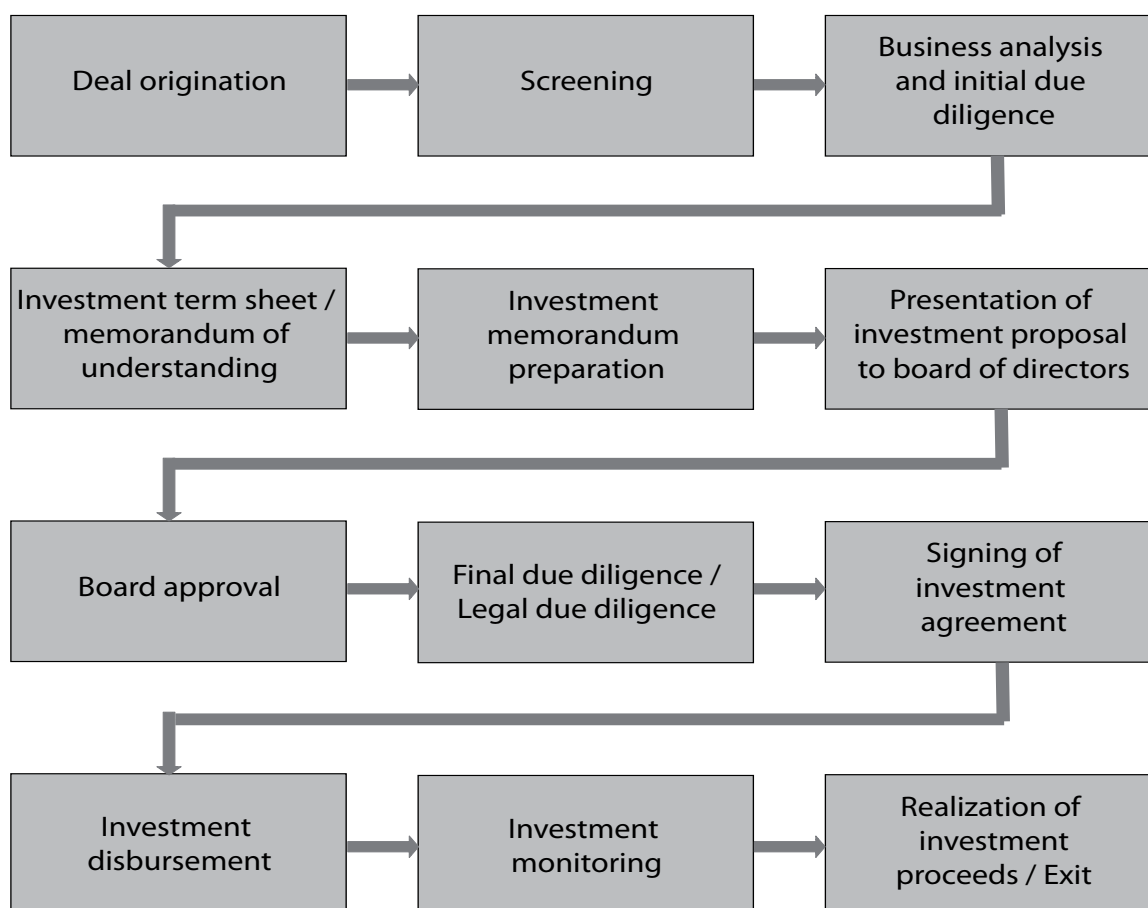 Deal origination
Screening
Business analysis
and initial due
diligence
Investment term sheet /
memorandum of
understanding
Investment
memorandum
preparation
Presentation of
investment proposal
to board of directors
Board approval
Final due diligence /
Legal due diligence
Signing of
investment
agreement
Investment
disbursement
Investment
monitoring
Realization of
investment
proceeds / Exit